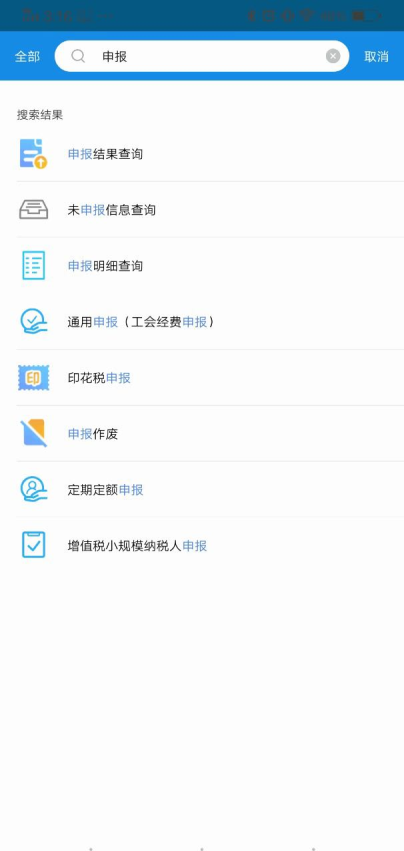 全部
申报
取消
搜索结果
申报结果查询
未申报信息查询
申报明细查询
通用申报（工会经费申报）
印
印花税申报
申报作废
定期定额申报
增值税小规模纳税人申报